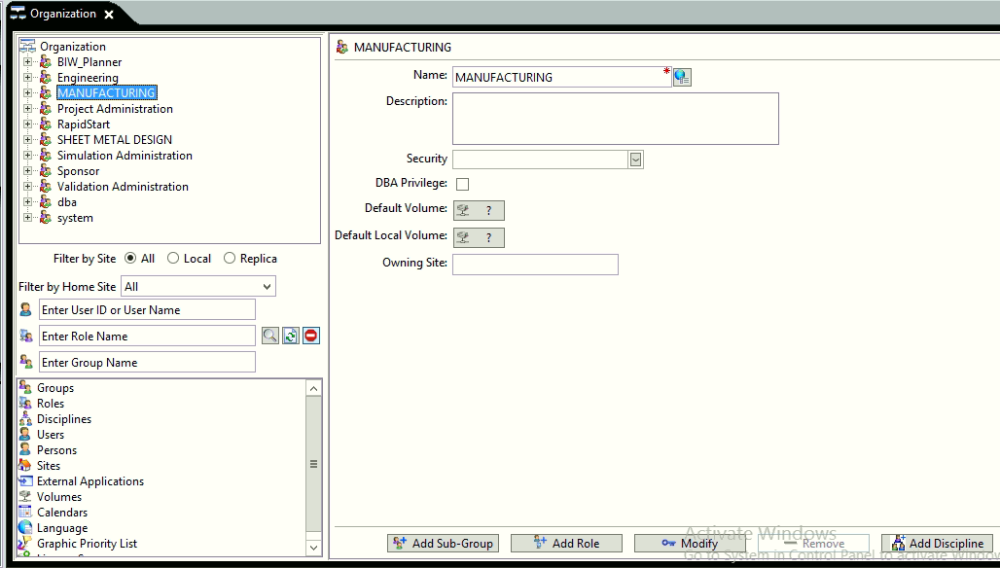 Organization
Organization
BIW_Planner
Engineering
MANUFACTURING
Project Administration
RapidStart
SHEET METAL DESIGN
Simulation Administration
Sponsor
Validation Administration
dba
system
Filter by Site All Local Replica
Filter by Home Site All
Enter User ID or User Name
Enter Role Name
Enter Group Name
Groups
Roles
Disciplines
Users
Persons
Sites
External Applications
Volumes
Calendars
Language
Graphic Priority List
MANUFACTURING
Name: MANUFACTURING *
Description:
Security
DBA Privilege:
Default Volume: ?
Default Local Volume: ?
Owning Site:
Add Sub-Group Add Role Modify Remove Add Discipline
Activate Windows
Go to System in Control Panel to activate Windows